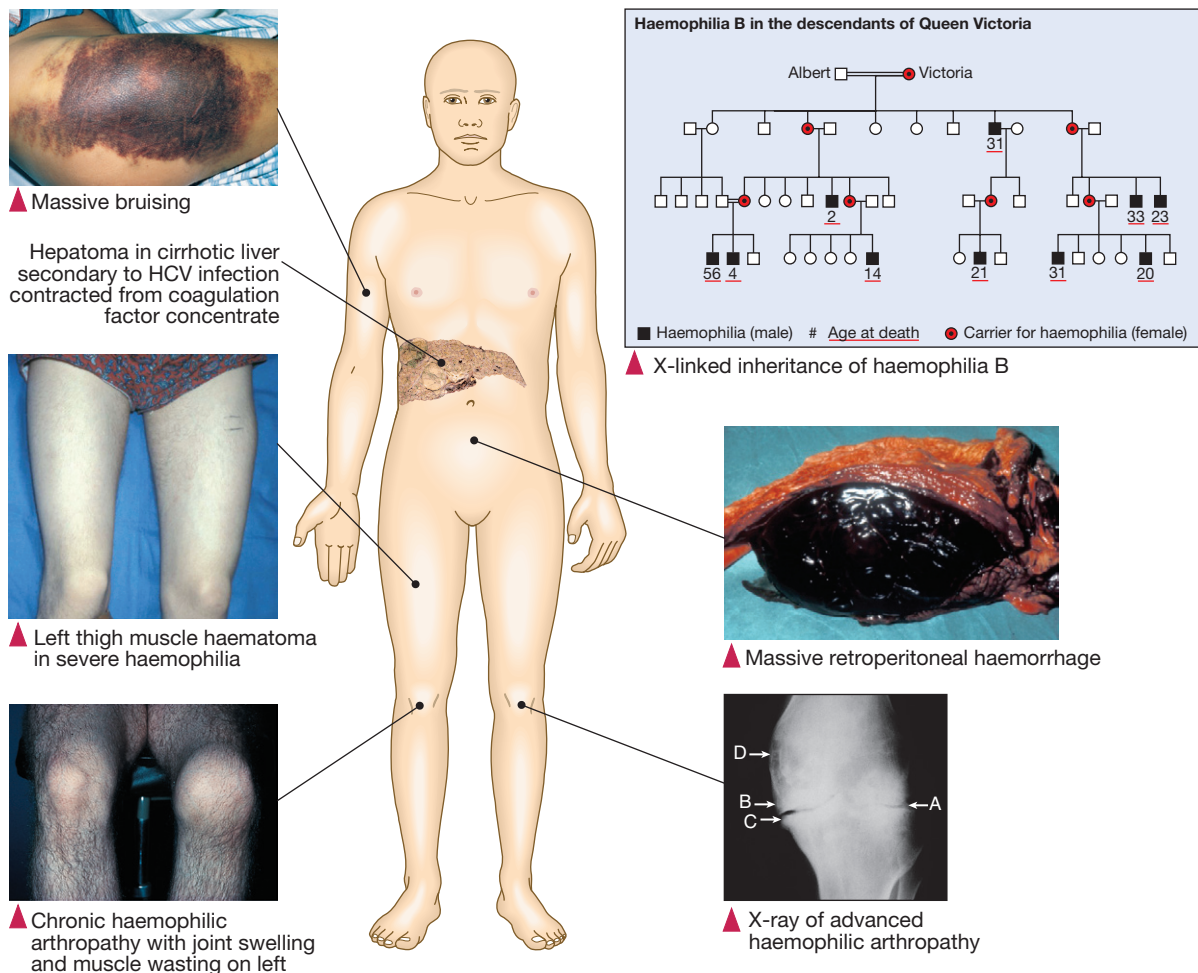 Massive bruising
Hepatoma in cirrhotic liver
secondary to HCV infection
contracted from coagulation
factor concentrate
Left thigh muscle haematoma
in severe haemophilia
Chronic haemophilic
arthropathy with joint swelling
and muscle wasting on left
Haemophilia B in the descendants of Queen Victoria
Albert Victoria
31
2 33 23
56 4 14 21 31 20
Haemophilia (male) # Age at death Carrier for haemophilia (female)
X-linked inheritance of haemophilia B
Massive retroperitoneal haemorrhage
D
B A
C
X-ray of advanced
haemophilic arthropathy